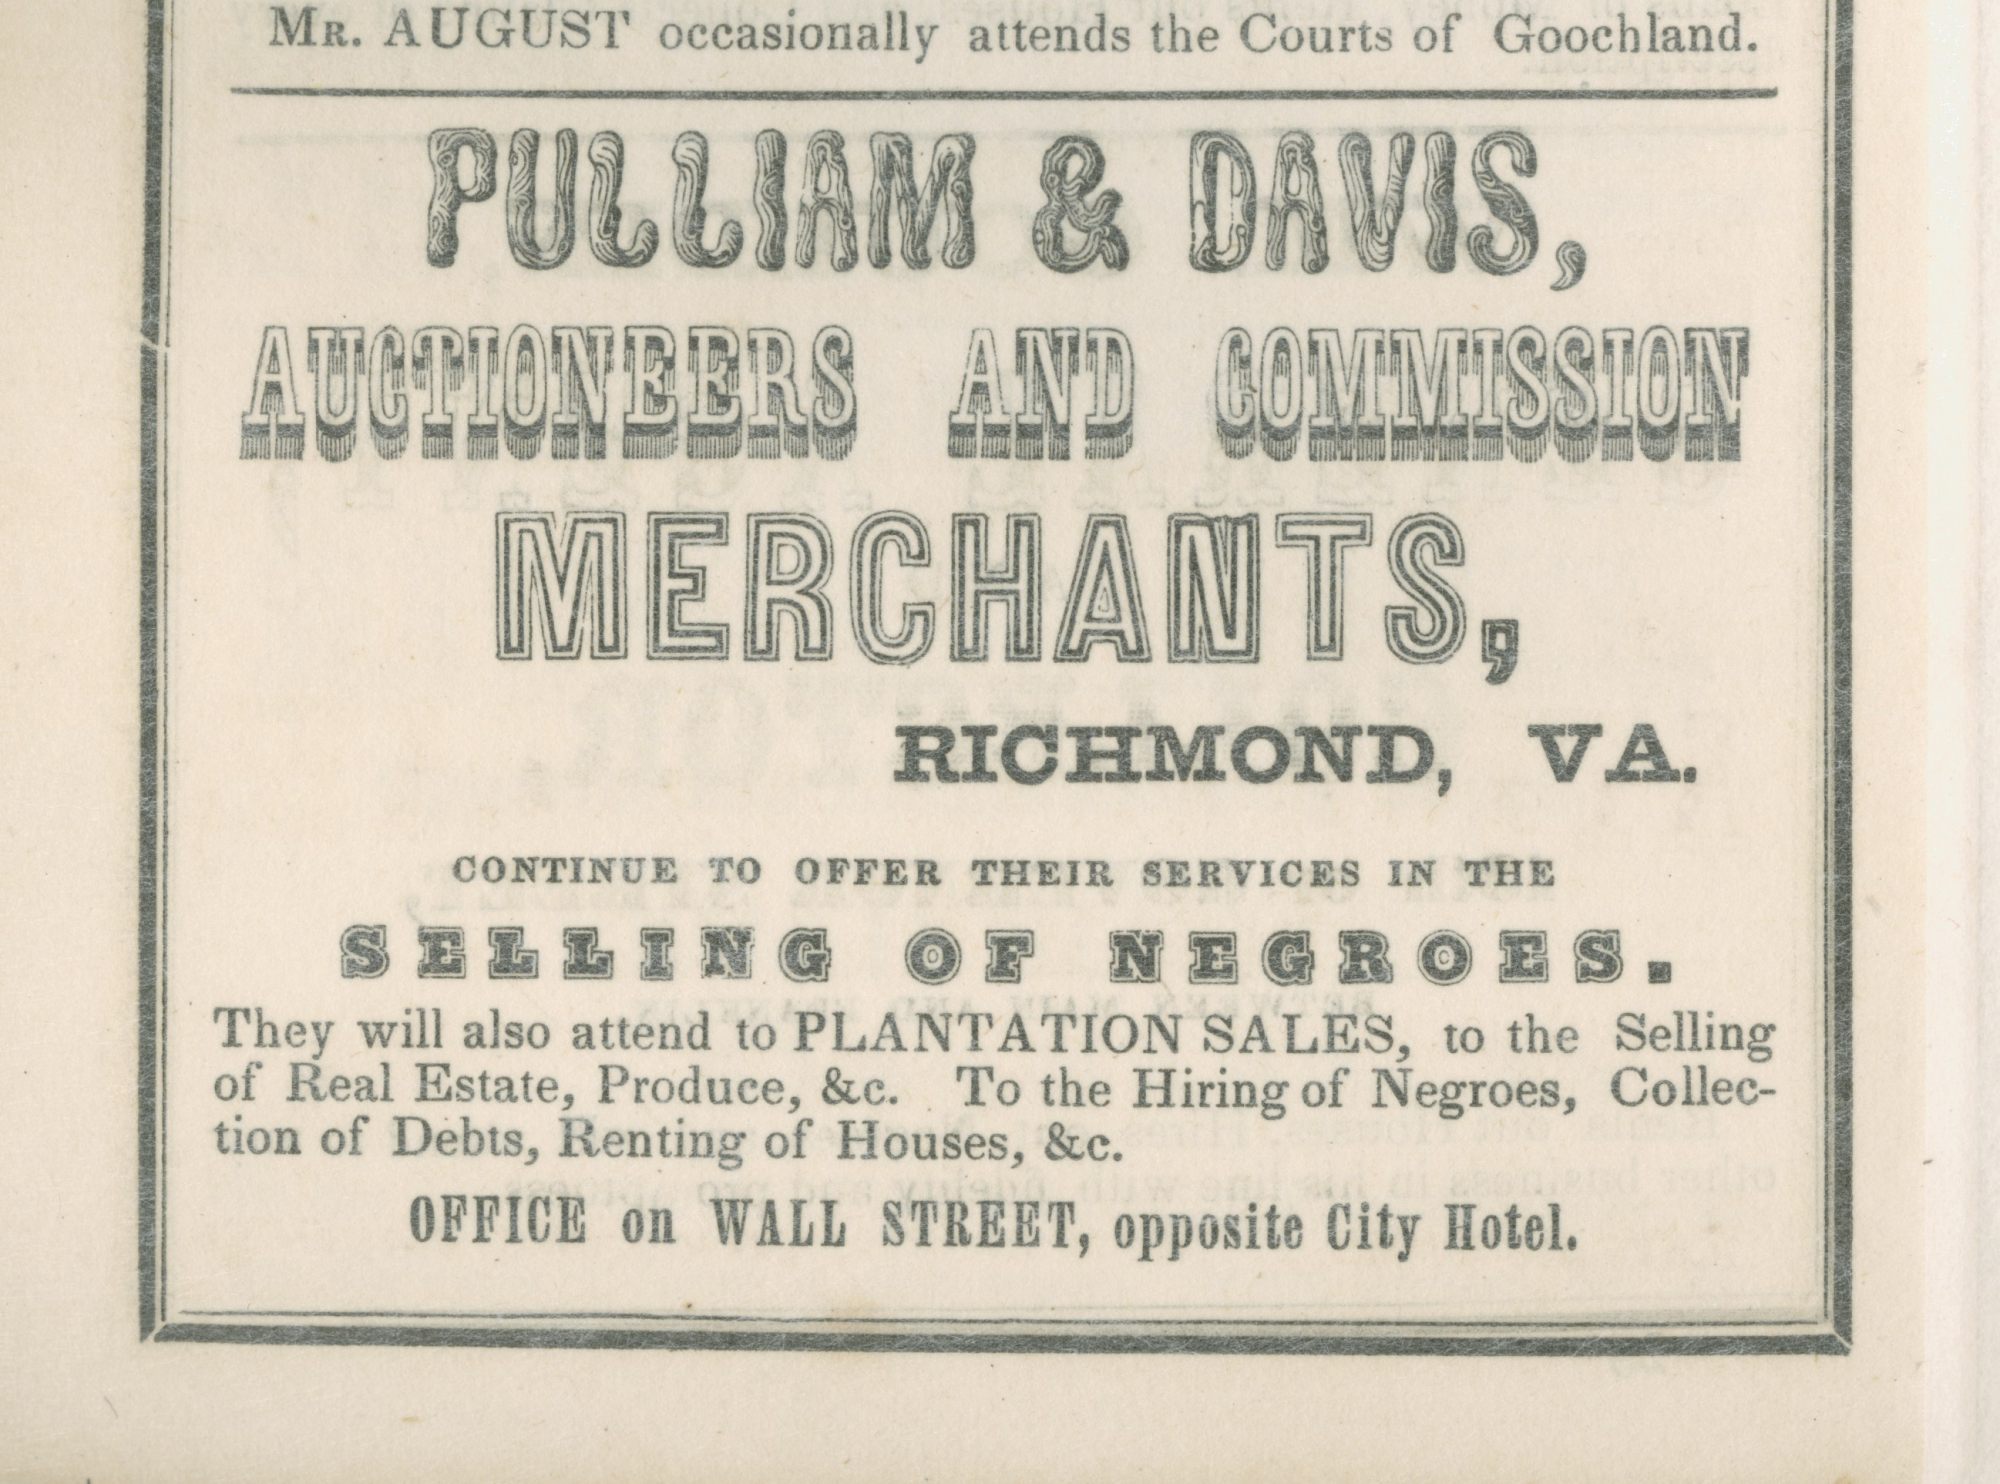 MR. AUGUST occasionally attends the Courts of Goochland.
PULLIAM & DAVIS,
AUCTIONEERS AND COMMISSION
MERCHANTS,
RICHMOND, VA.
CONTINUE TO OFFER THEIR SERVICES IN THE
SELLING OF NEGROES.
They will also attend to PLANTATION SALES, to the Selling
of Real Estate, Produce, &c. To the Hiring of Negroes, Collec-
tion of Debts, Renting of Houses, &c.
OFFICE on WALL STREET, opposite City Hotel.